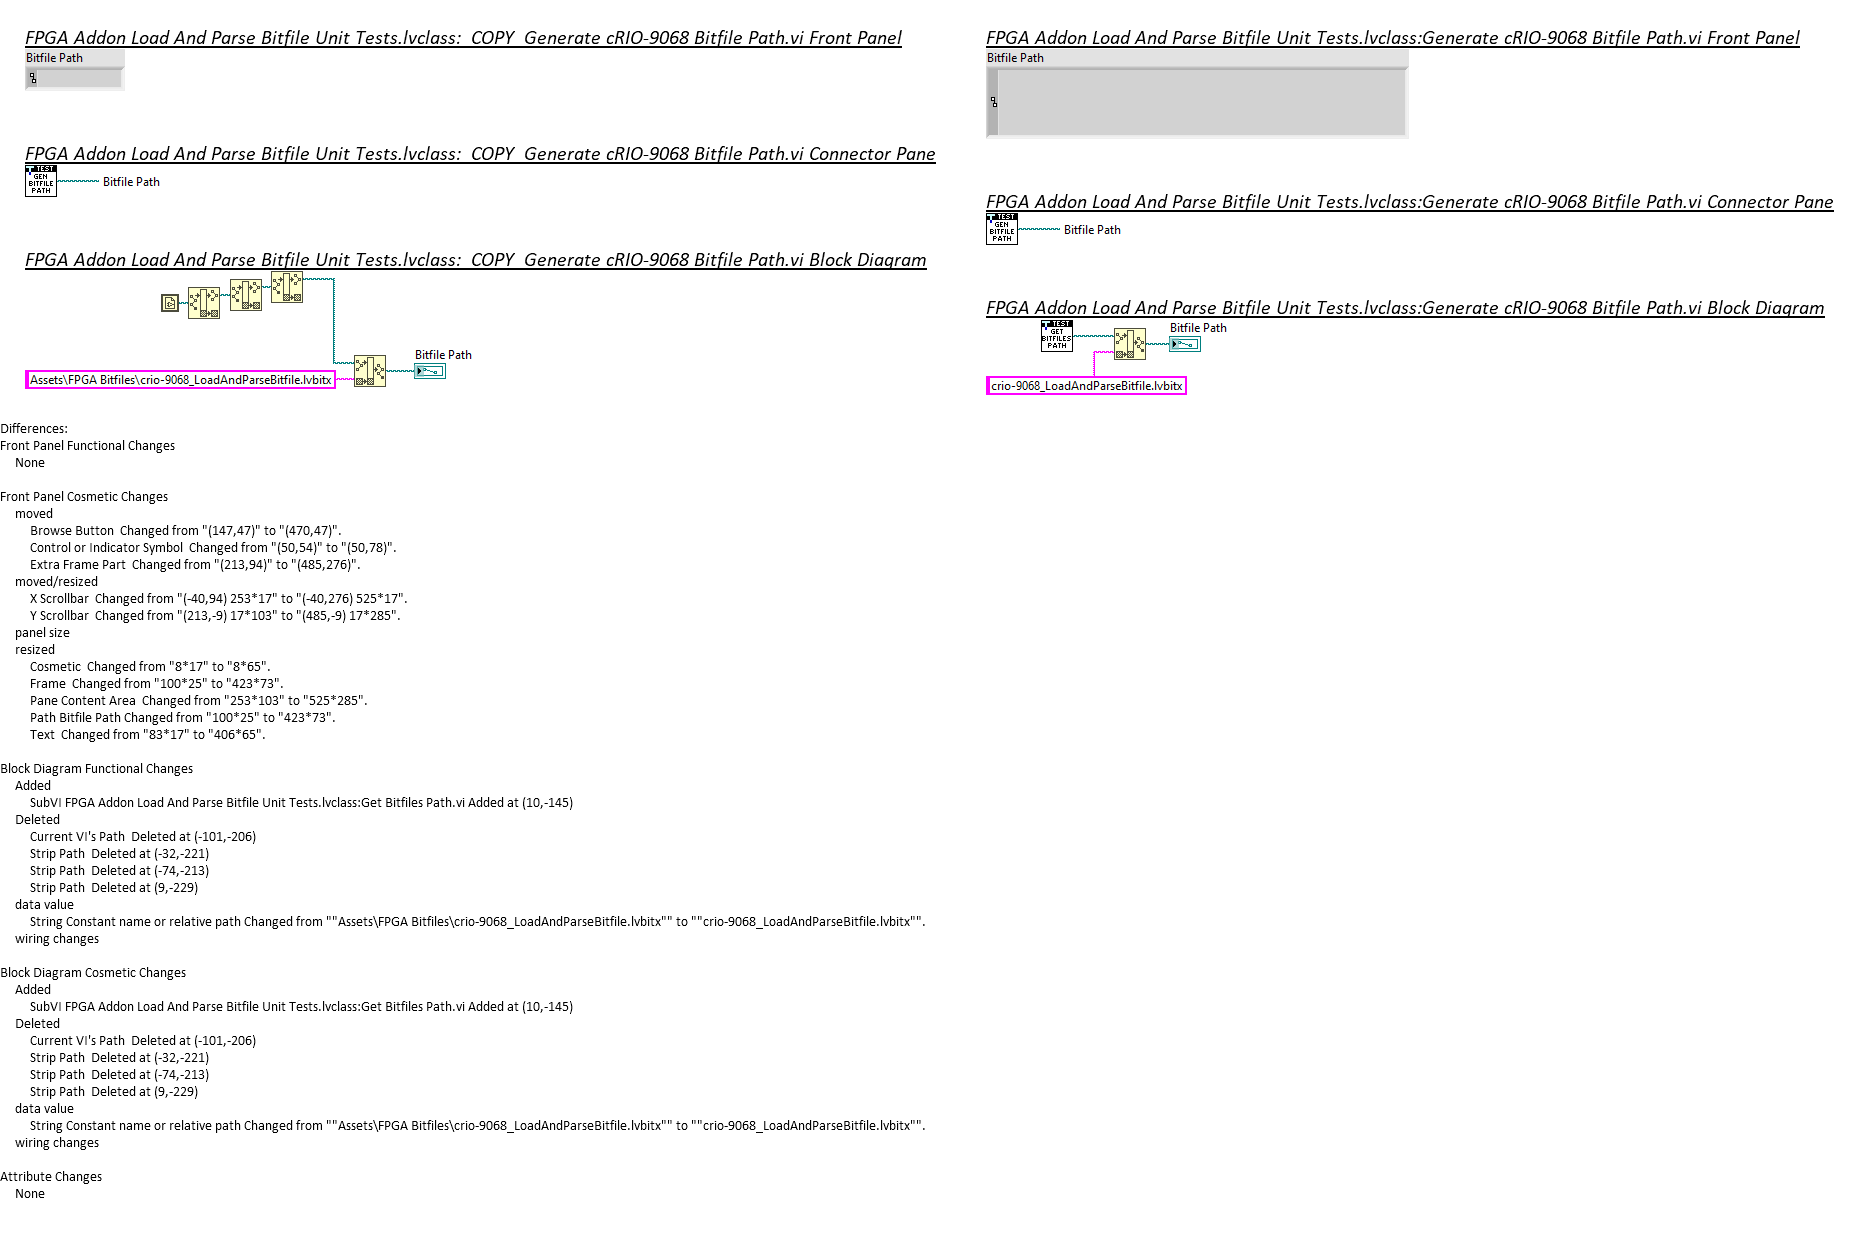 FPGA Addon Load And Parse Bitfile Unit Tests.lvclass:  COPY  Generate cRIO-9068 Bitfile Path.vi Front Panel
Bitfile Path
FPGA Addon Load And Parse Bitfile Unit Tests.lvclass:  COPY  Generate cRIO-9068 Bitfile Path.vi Connector Pane
TEST
GEN
BITFILE
PATH
Bitfile Path
FPGA Addon Load And Parse Bitfile Unit Tests.lvclass:  COPY  Generate cRIO-9068 Bitfile Path.vi Block Diagram
Bitfile Path
Assets\FPGA Bitfiles\crio-9068_LoadAndParseBitfile.lvbitx
FPGA Addon Load And Parse Bitfile Unit Tests.lvclass:Generate cRIO-9068 Bitfile Path.vi Front Panel
Bitfile Path
FPGA Addon Load And Parse Bitfile Unit Tests.lvclass:Generate cRIO-9068 Bitfile Path.vi Connector Pane
TEST
GEN
BITFILE
PATH
Bitfile Path
FPGA Addon Load And Parse Bitfile Unit Tests.lvclass:Generate cRIO-9068 Bitfile Path.vi Block Diagram
TEST
GET
BITFILES
PATH
Bitfile Path
crio-9068_LoadAndParseBitfile.lvbitx
Differences:
Front Panel Functional Changes
None
Front Panel Cosmetic Changes
moved
Browse Button  Changed from "(147,47)" to "(470,47)".
Control or Indicator Symbol  Changed from "(50,54)" to "(50,78)".
Extra Frame Part  Changed from "(213,94)" to "(485,276)".
moved/resized
X Scrollbar  Changed from "(-40,94) 253*17" to "(-40,276) 525*17".
Y Scrollbar  Changed from "(213,-9) 17*103" to "(485,-9) 17*285".
panel size
resized
Cosmetic  Changed from "8*17" to "8*65".
Frame  Changed from "100*25" to "423*73".
Pane Content Area  Changed from "253*103" to "525*285".
Path Bitfile Path Changed from "100*25" to "423*73".
Text  Changed from "83*17" to "406*65".
Block Diagram Functional Changes
Added
SubVI FPGA Addon Load And Parse Bitfile Unit Tests.lvclass:Get Bitfiles Path.vi Added at (10,-145)
Deleted
Current VI's Path  Deleted at (-101,-206)
Strip Path  Deleted at (-32,-221)
Strip Path  Deleted at (-74,-213)
Strip Path  Deleted at (9,-229)
data value
String Constant name or relative path Changed from ""Assets\FPGA Bitfiles\crio-9068_LoadAndParseBitfile.lvbitx"" to ""crio-9068_LoadAndParseBitfile.lvbitx"".
wiring changes
Block Diagram Cosmetic Changes
Added
SubVI FPGA Addon Load And Parse Bitfile Unit Tests.lvclass:Get Bitfiles Path.vi Added at (10,-145)
Deleted
Current VI's Path  Deleted at (-101,-206)
Strip Path  Deleted at (-32,-221)
Strip Path  Deleted at (-74,-213)
Strip Path  Deleted at (9,-229)
data value
String Constant name or relative path Changed from ""Assets\FPGA Bitfiles\crio-9068_LoadAndParseBitfile.lvbitx"" to ""crio-9068_LoadAndParseBitfile.lvbitx"".
wiring changes
Attribute Changes
None